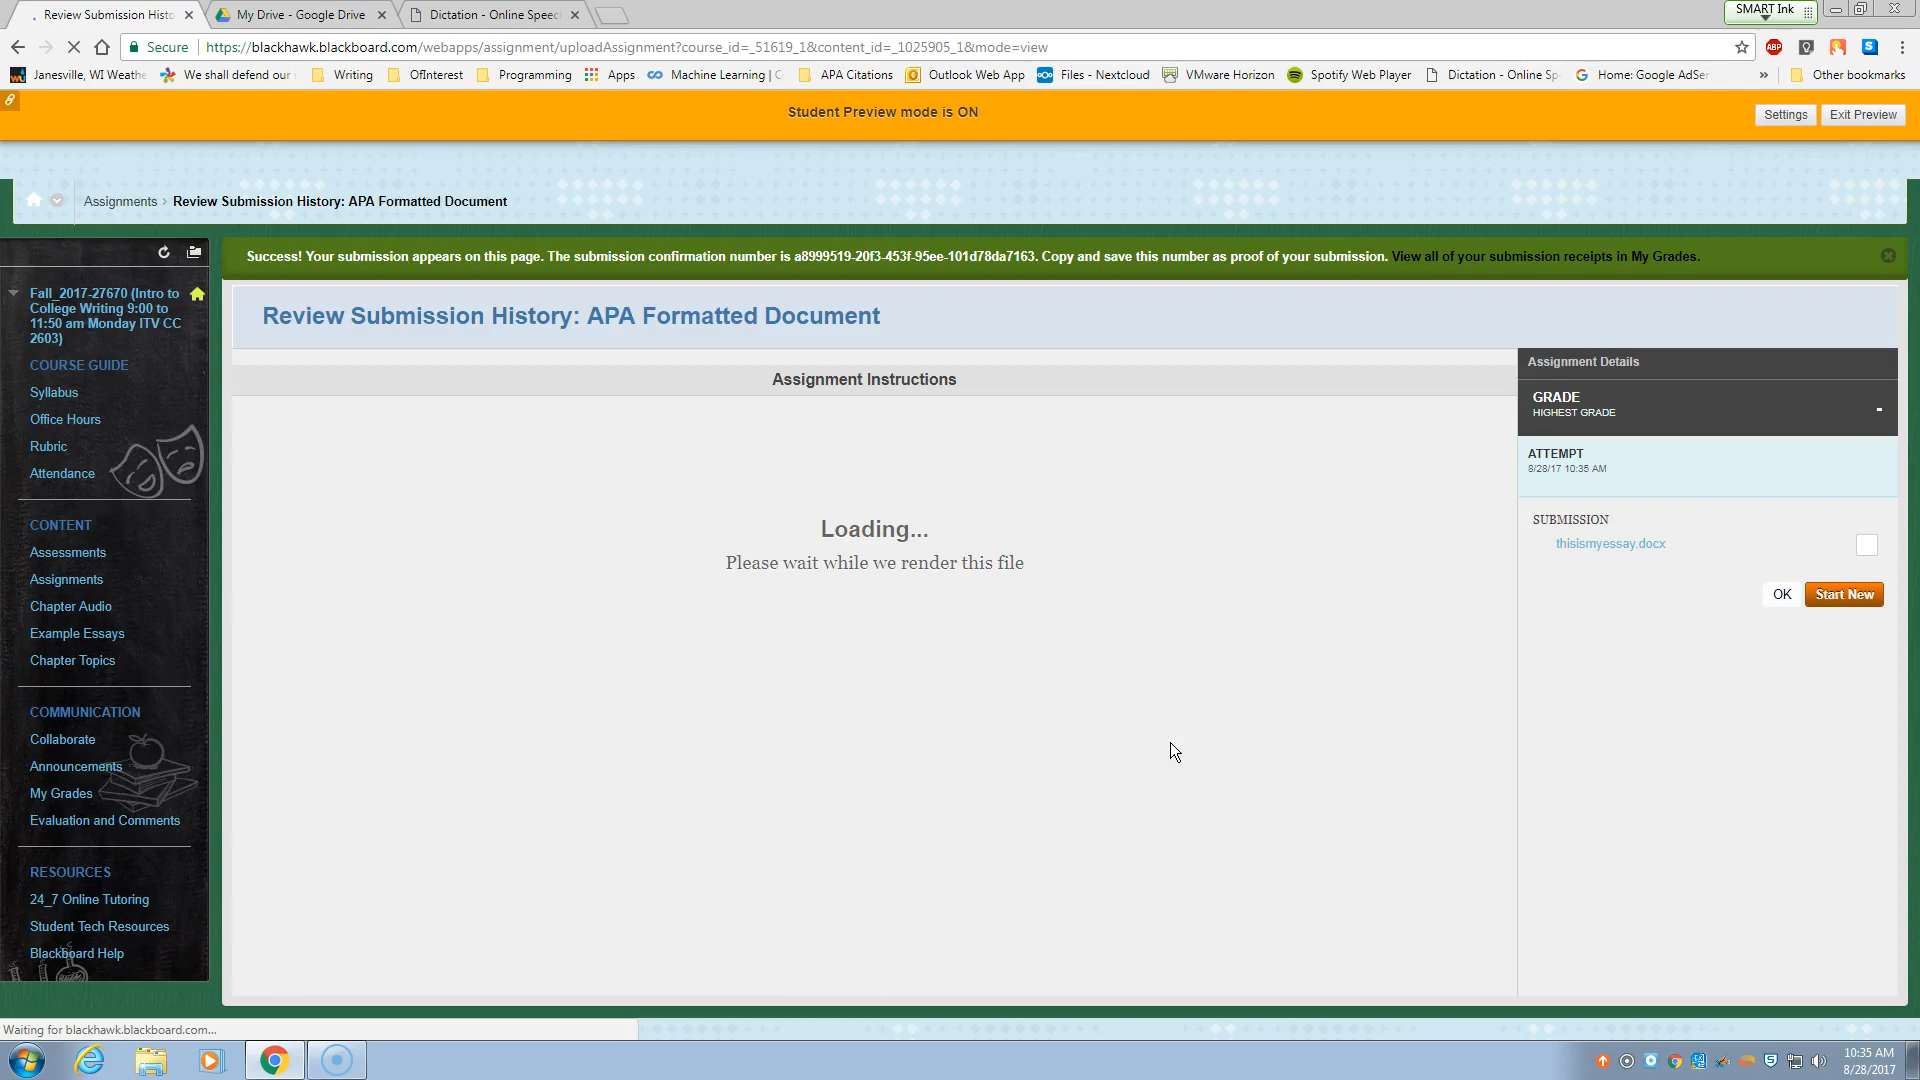 Review Submission Histo
My Drive - Google Drive
Dictation - Online Speec
SMART Ink
Secure
https://blackhawk.blackboard.com/webapps/assignment/uploadAssignment?course_id=_51619_1&content_id=_1025905_1&mode=view
ABP
Janesville, WI Weathe
We shall defend our
Writing
OfInterest
Programming
Apps
Machine Learning | C
APA Citations
Outlook Web App
Files - Nextcloud
VMware Horizon
Spotify Web Player
Dictation - Online Sp
Home: Google AdSer
»
Other bookmarks
Student Preview mode is ON
Settings
Exit Preview
Assignments > Review Submission History: APA Formatted Document
Success! Your submission appears on this page. The submission confirmation number is a8999519-20f3-453f-95ee-101d78da7163. Copy and save this number as proof of your submission. View all of your submission receipts in My Grades.
Fall_2017-27670 (Intro to
College Writing 9:00 to
11:50 am Monday ITV CC
2603)
COURSE GUIDE
Syllabus
Office Hours
Rubric
Attendance
CONTENT
Assessments
Assignments
Chapter Audio
Example Essays
Chapter Topics
COMMUNICATION
Collaborate
Announcements
My Grades
Evaluation and Comments
RESOURCES
24_7 Online Tutoring
Student Tech Resources
Blackboard Help
Review Submission History: APA Formatted Document
Assignment Instructions
Loading...
Please wait while we render this file
Assignment Details
GRADE
HIGHEST GRADE
-
ATTEMPT
8/28/17 10:35 AM
SUBMISSION
thisismyessay.docx
OK
Start New
Waiting for blackhawk.blackboard.com...
10:35 AM
8/28/2017